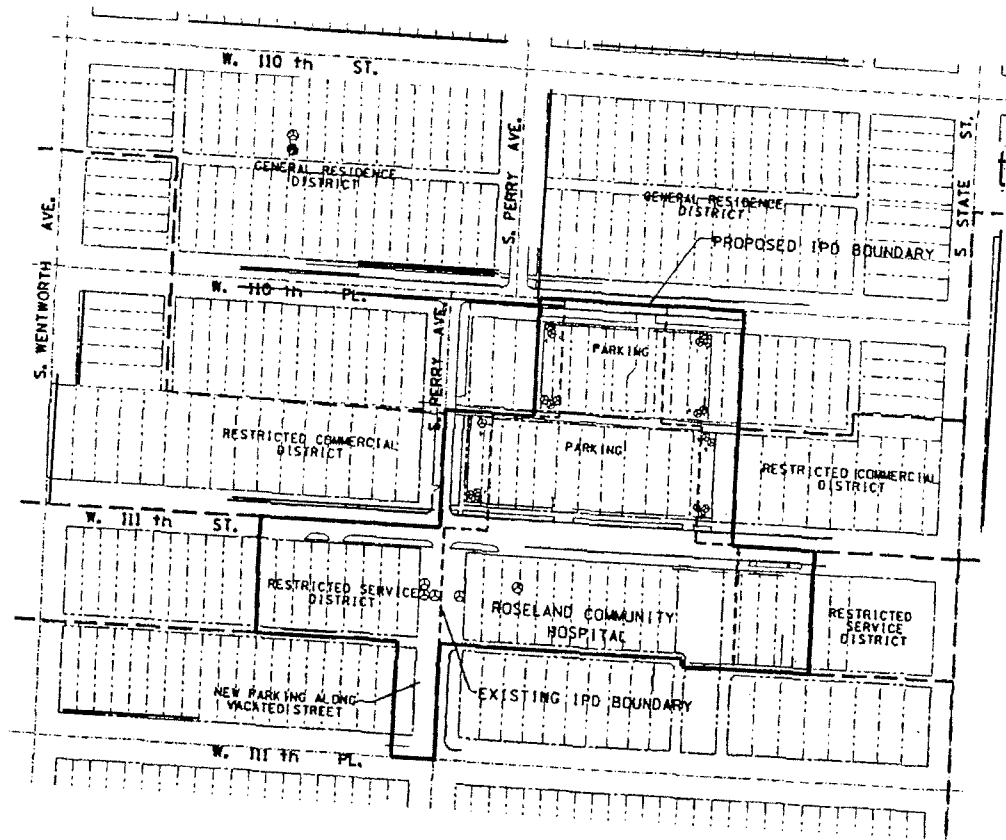 W. 110 th ST.
S. PERRY AVE.
S STATE ST.
GENERAL RESIDENCE
DISTRICT
GENERAL RESIDENCE
DISTRICT
S. WENTWORTH AVE.
PROPOSED IPD BOUNDARY
W. 110 th PL.
S. PERRY AVE.
PARKING
RESTRICTED COMMERCIAL
DISTRICT
PARKING
RESTRICTED COMMERCIAL
DISTRICT
W. 111 th ST.
RESTRICTED SERVICE
DISTRICT
ROSELAND COMMUNITY
HOSPITAL
RESTRICTED
SERVICE
DISTRICT
NEW PARKING ALONG
VACATED STREET
EXISTING IPD BOUNDARY
W. 111 th PL.